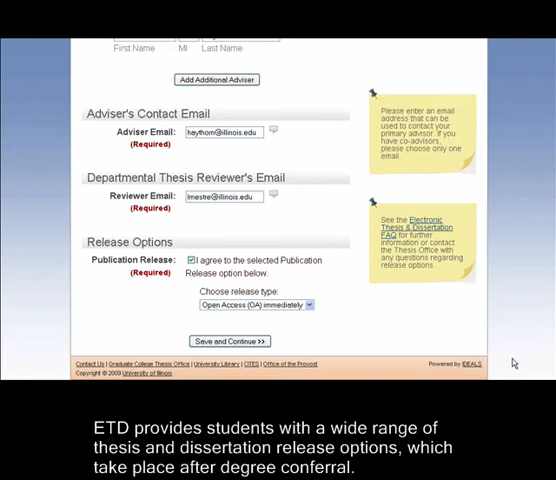 First Name MI Last Name
Add Additional Adviser
Adviser's Contact Email
Adviser Email: haythorn@illinois.edu
(Required)
Please enter an email
address that can be
used to contact your
primary advisor. If you
have co-advisors,
please choose only one
email.
Departmental Thesis Reviewer's Email
Reviewer Email: lmestre@illinois.edu
(Required)
See the Electronic
Thesis & Dissertation
FAQ for further
information or contact
the Thesis Office with
any questions regarding
release options.
Release Options
Publication Release: I agree to the selected Publication
(Required) Release option below.
Choose release type:
Open Access (OA) immediately
Save and Continue >>
Contact Us | Graduate College Thesis Office | University Library | CITES | Office of the Provost
Powered by IDEALS
Copyright © 2009 University of Illinois
ETD provides students with a wide range of
thesis and dissertation release options, which
take place after degree conferral.